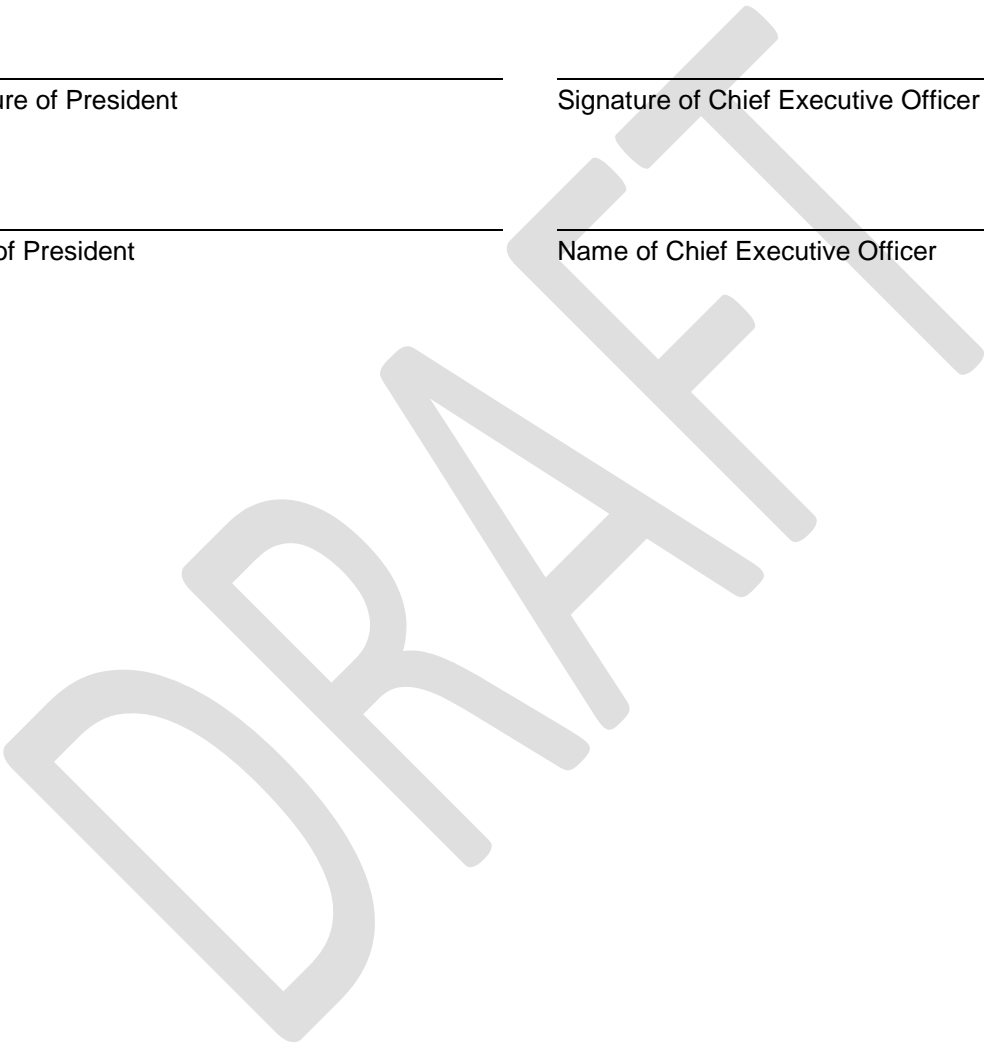 ure of President Signature of Chief Executive Officer
of President Name of Chief Executive Officer
DRAFT